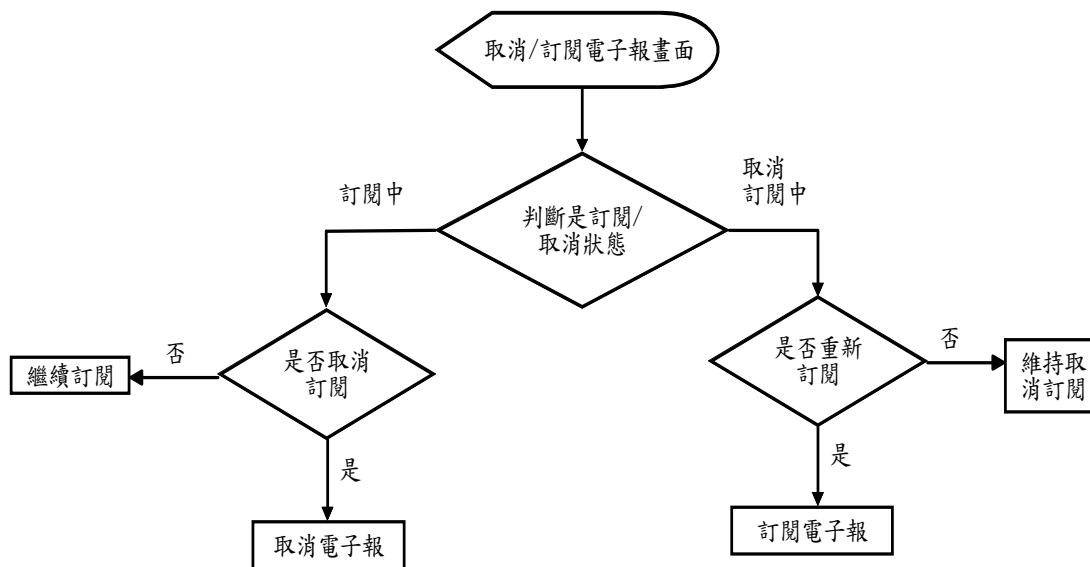 取消/訂閱電子報畫面
訂閱中
取消
訂閱中
判斷是訂閱/
取消狀態
否
是否取消
訂閱
繼續訂閱
是
取消電子報
是否重新
訂閱
否
維持取
消訂閱
是
訂閱電子報